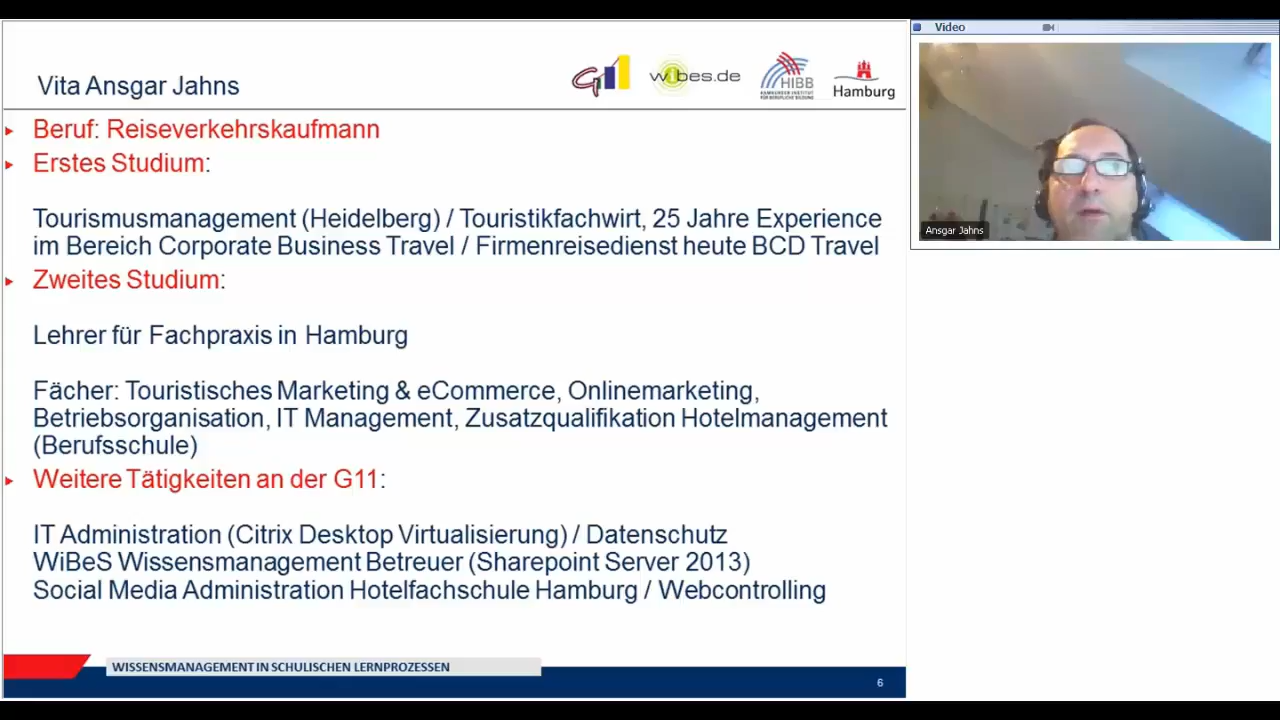 Vita Ansgar Jahns
G11
wibes.de
HIBB
HAMBURGER INSTITUT
FÜR BERUFLICHE BILDUNG
Hamburg
Beruf: Reiseverkehrskaufmann
Erstes Studium:
Tourismusmanagement (Heidelberg) / Touristikfachwirt, 25 Jahre Experience
im Bereich Corporate Business Travel / Firmenreisedienst heute BCD Travel
Zweites Studium:
Lehrer für Fachpraxis in Hamburg
Fächer: Touristisches Marketing & eCommerce, Onlinemarketing,
Betriebsorganisation, IT Management, Zusatzqualifikation Hotelmanagement
(Berufsschule)
Weitere Tätigkeiten an der G11:
IT Administration (Citrix Desktop Virtualisierung) / Datenschutz
WiBeS Wissensmanagement Betreuer (Sharepoint Server 2013)
Social Media Administration Hotelfachschule Hamburg / Webcontrolling
WISSENSMANAGEMENT IN SCHULISCHEN LERNPROZESSEN
6
Video
Ansgar Jahns